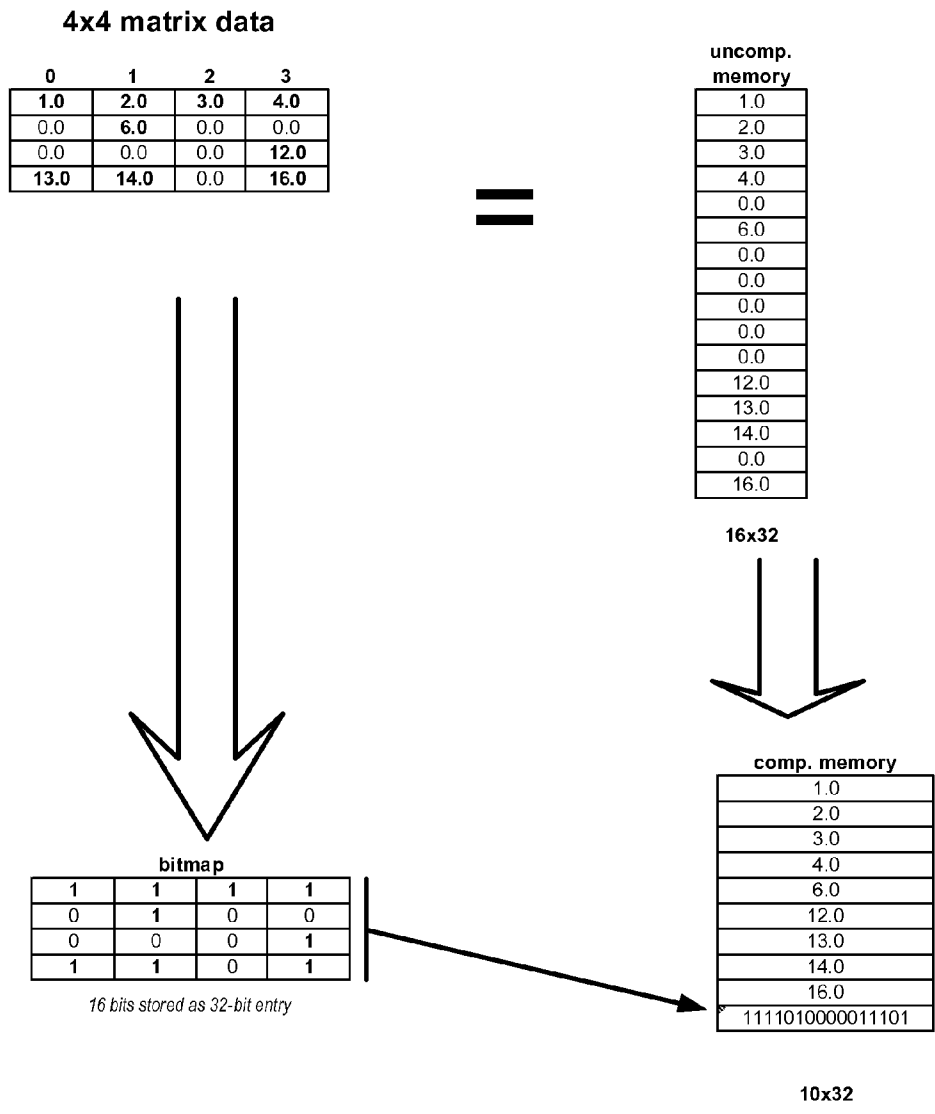 4x4 matrix data
0 1 2 3
1.0 2.0 3.0 4.0
0.0 6.0 0.0 0.0
0.0 0.0 0.0 12.0
13.0 14.0 0.0 16.0
uncomp.
memory
1.0
2.0
3.0
4.0
0.0
6.0
0.0
0.0
0.0
0.0
0.0
12.0
13.0
14.0
0.0
16.0
16x32
bitmap
1 1 1 1
0 1 0 0
0 0 0 1
1 1 0 1
16 bits stored as 32-bit entry
comp. memory
1.0
2.0
3.0
4.0
6.0
12.0
13.0
14.0
16.0
1111010000011101
10x32